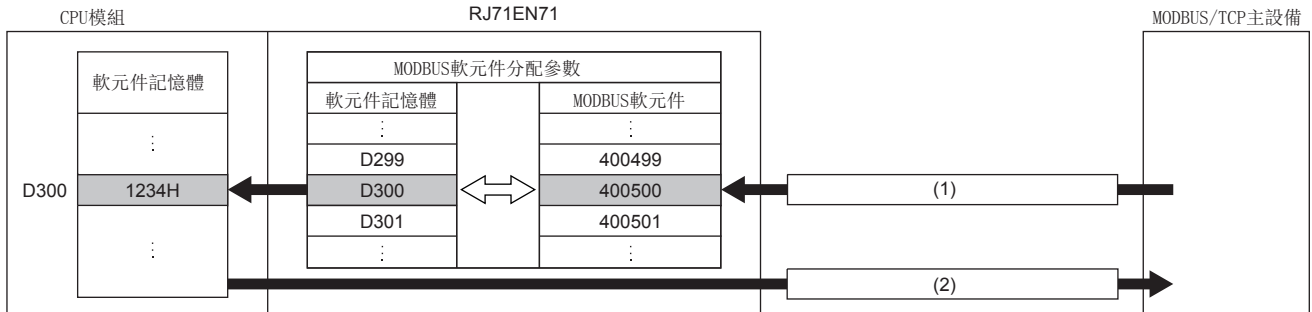 CPU模組
RJ71EN71
MODBUS/TCP主設備
軟元件記憶體
MODBUS軟元件分配參數
軟元件記憶體
MODBUS軟元件
D299
400499
D300
1234H
D300
400500
(1)
D301
400501
(2)